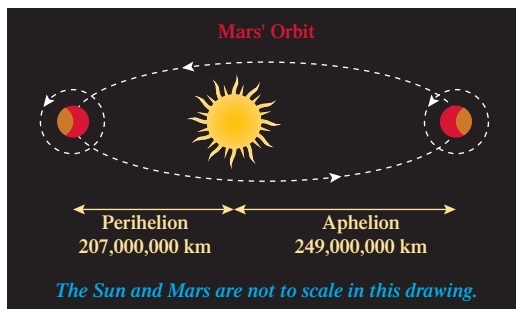 Mars' Orbit
Perihelion
207,000,000 km
Aphelion
249,000,000 km
The Sun and Mars are not to scale in this drawing.